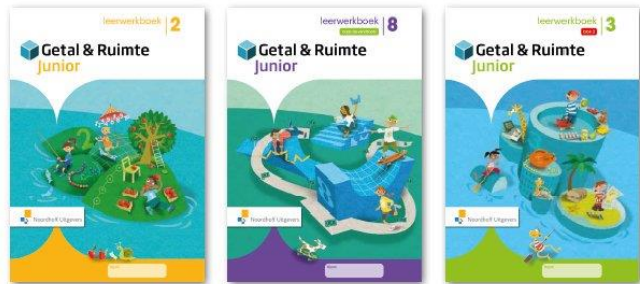 leerwerkboek | 2
Getal & Ruimte
Junior
Noordhoff Uitgevers
leerwerkboek | 8
Getal & Ruimte
Junior
Noordhoff Uitgevers
leerwerkboek | 3
Getal & Ruimte
Junior
Noordhoff Uitgevers